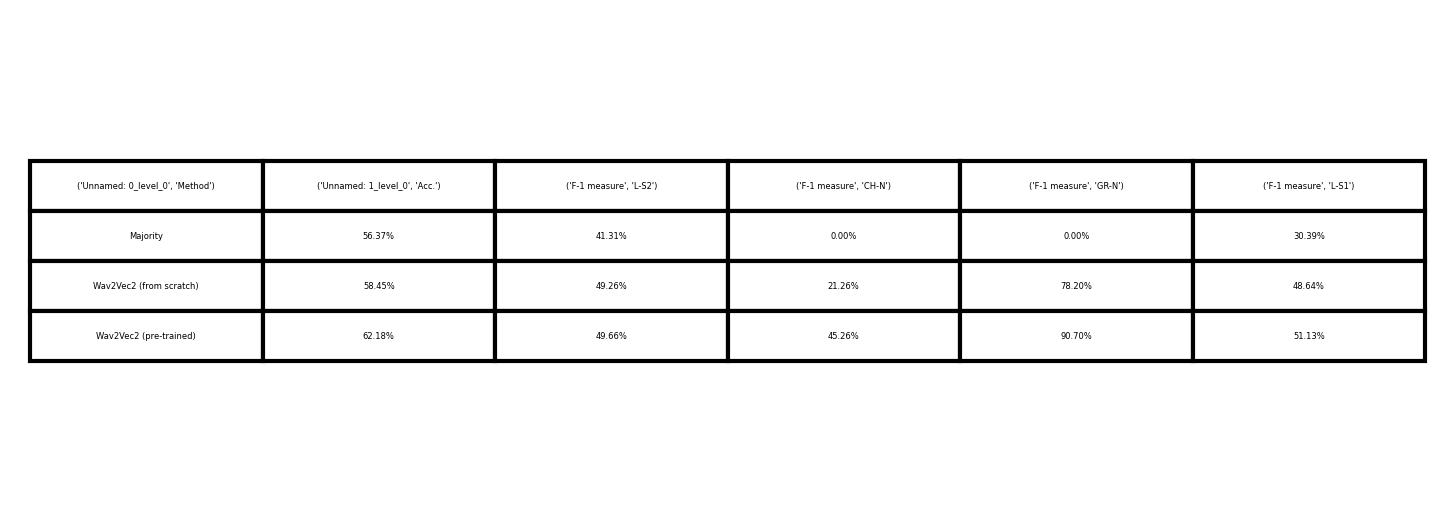 ('Unnamed: 0_level_0', 'Method') ('Unnamed: 1_level_0', 'Acc.') ('F-1 measure', 'L-S2') ('F-1 measure', 'CH-N') ('F-1 measure', 'GR-N') ('F-1 measure', 'L-S1')
Majority 56.37% 41.31% 0.00% 0.00% 30.39%
Wav2Vec2 (from scratch) 58.45% 49.26% 21.26% 78.20% 48.64%
Wav2Vec2 (pre-trained) 62.18% 49.66% 45.26% 90.70% 51.13%